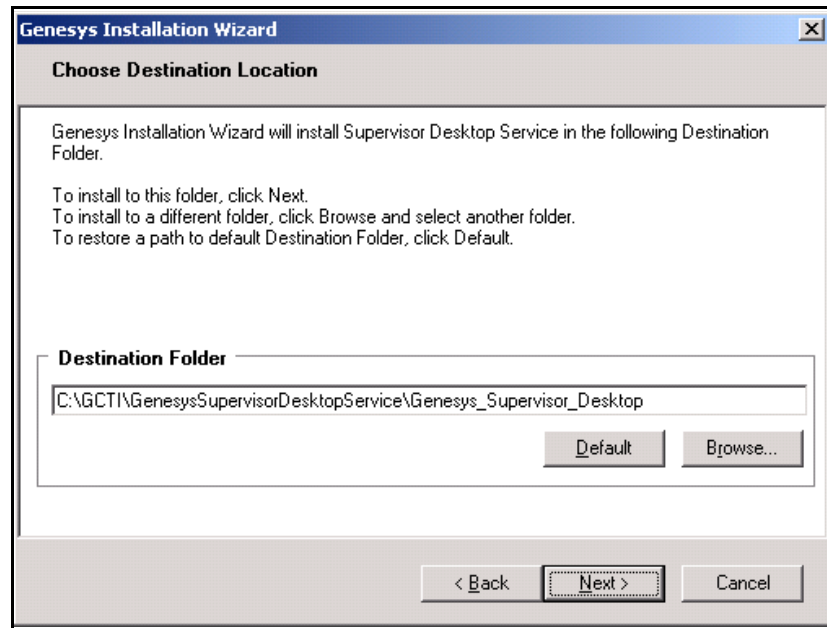 Genesys Installation Wizard
Choose Destination Location
Genesys Installation Wizard will install Supervisor Desktop Service in the following Destination
Folder.
To install to this folder, click Next.
To install to a different folder, click Browse and select another folder.
To restore a path to default Destination Folder, click Default.
Destination Folder
C:\GCTI\GenesysSupervisorDesktopService\Genesys_Supervisor_Desktop
Default
Browse...
< Back
Next >
Cancel